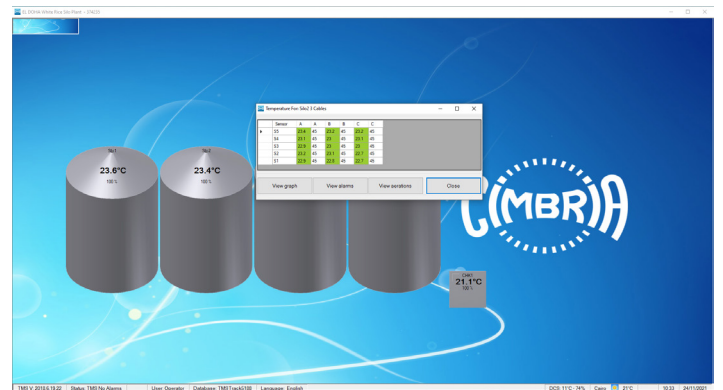 EL DOHA White Rice Silo Plant - 374232
Temperature For: Silo2 3 Cables
Sensor A A B B C C
S5 23.4 45 23.2 45 23.2 45
S4 23.1 45 23 45 23.1 45
S3 22.9 45 23 45 23 45
S2 23.2 45 23.1 45 22.7 45
S1 22.9 45 22.8 45 22.7 45
View graph View alarms View aerations Close
Silo1 Silo2
23.6°C 23.4°C
100 % 100 %
CIMBRIA
CHR1
21.1°C
100 %
TMS V: 2010.6.19.22 Status: TMS No Alarms User: Operator Database: TMSTrack5108 Language: English DCS: 11°C - 74% Cairo 21°C 10:33 24/11/2021